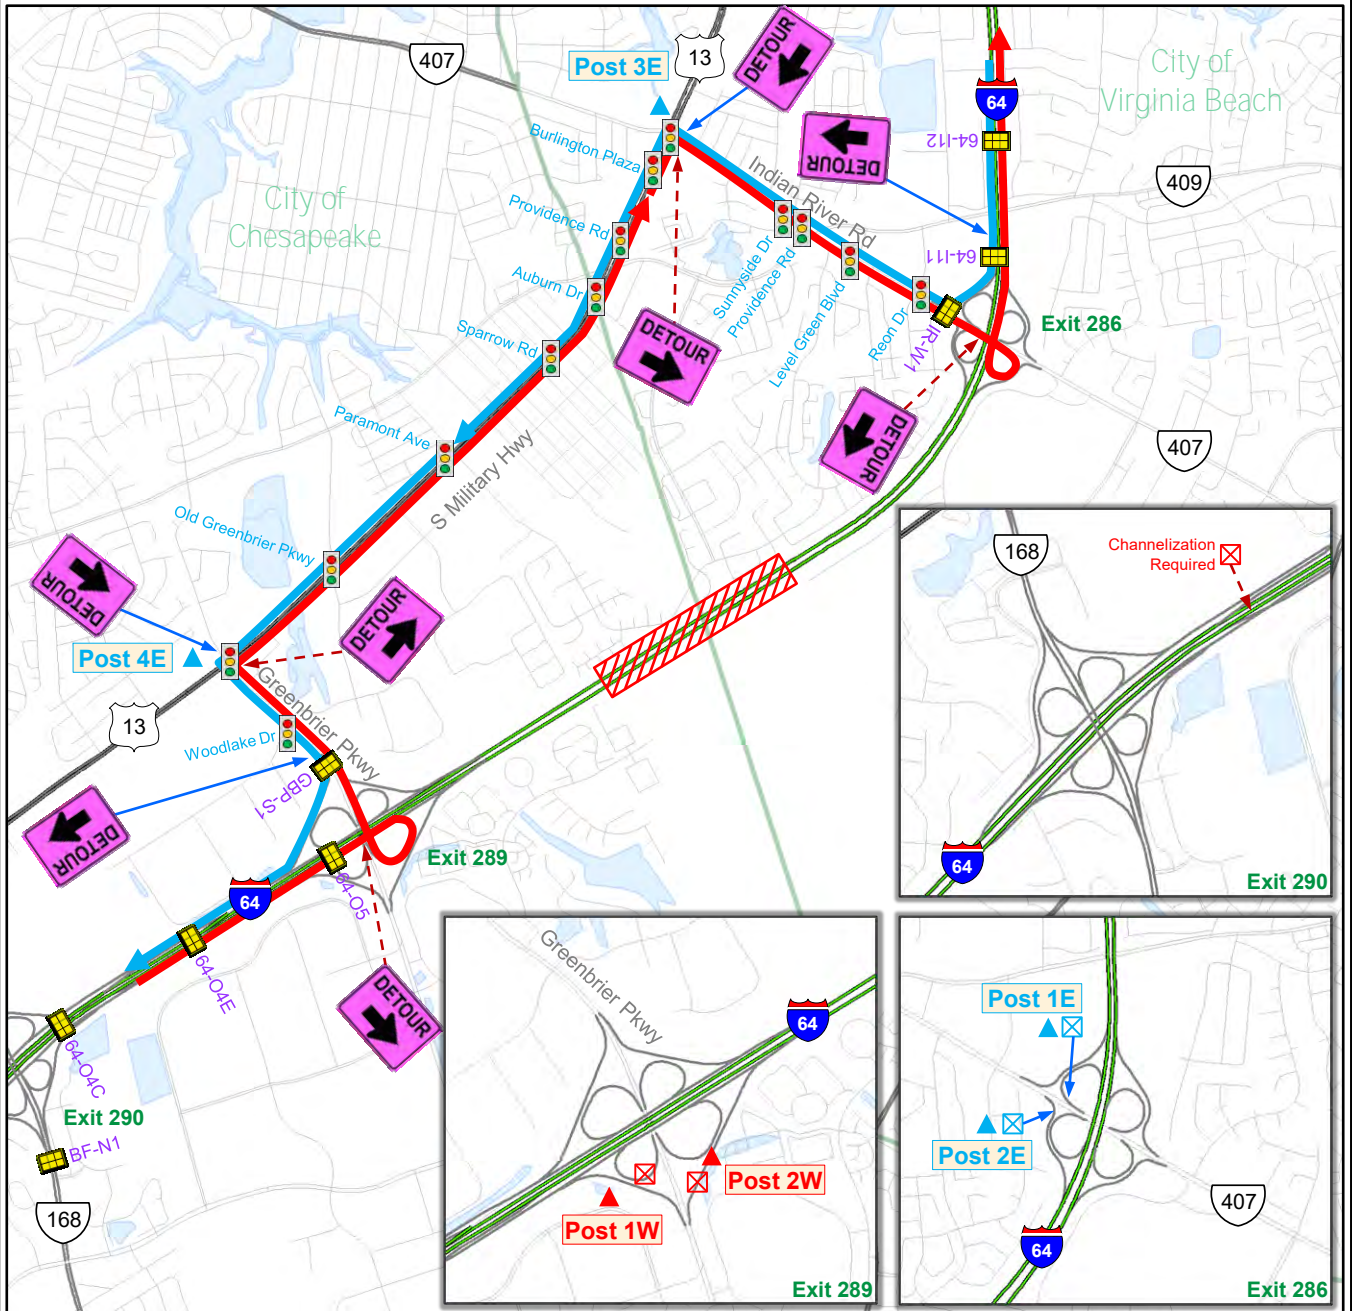 407
Post 3E
13
DETOUR
64
City of
Virginia Beach
64-I12
Burlington Plaza
DETOUR
Indian River Rd
409
City of
Chesapeake
Providence Rd
Sunnyside Dr
Providence Rd
64-I11
Auburn Dr
Level Green Blvd
Reon Dr
IR-W1
Exit 286
Sparrow Rd
DETOUR
DETOUR
Paramont Ave
S Military Hwy
407
Old Greenbrier Pkwy
DETOUR
DETOUR
Post 4E
13
Greenbrier Pkwy
Woodlake Dr
GBP-S1
DETOUR
Exit 289
64-O5
64
64-O4E
DETOUR
64-O4C
Exit 290
BF-N1
168
168
Channelization
Required
64
Exit 290
Greenbrier Pkwy
64
Post 2W
Post 1W
Exit 289
Post 1E
Post 2E
407
64
Exit 286